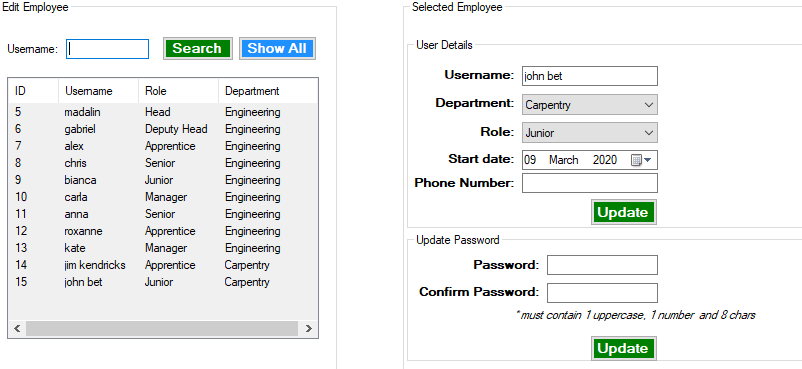 Edit Employee
Username: Search Show All
ID Username Role Department
5 madalin Head Engineering
6 gabriel Deputy Head Engineering
7 alex Apprentice Engineering
8 chris Senior Engineering
9 bianca Junior Engineering
10 carla Manager Engineering
11 anna Senior Engineering
12 roxanne Apprentice Engineering
13 kate Manager Engineering
14 jim kendricks Apprentice Carpentry
15 john bet Junior Carpentry
Selected Employee
User Details
Username: john bet
Department: Carpentry
Role: Junior
Start date: 09 March 2020
Phone Number:
Update
Update Password
Password:
Confirm Password:
* must contain 1 uppercase, 1 number and 8 chars
Update